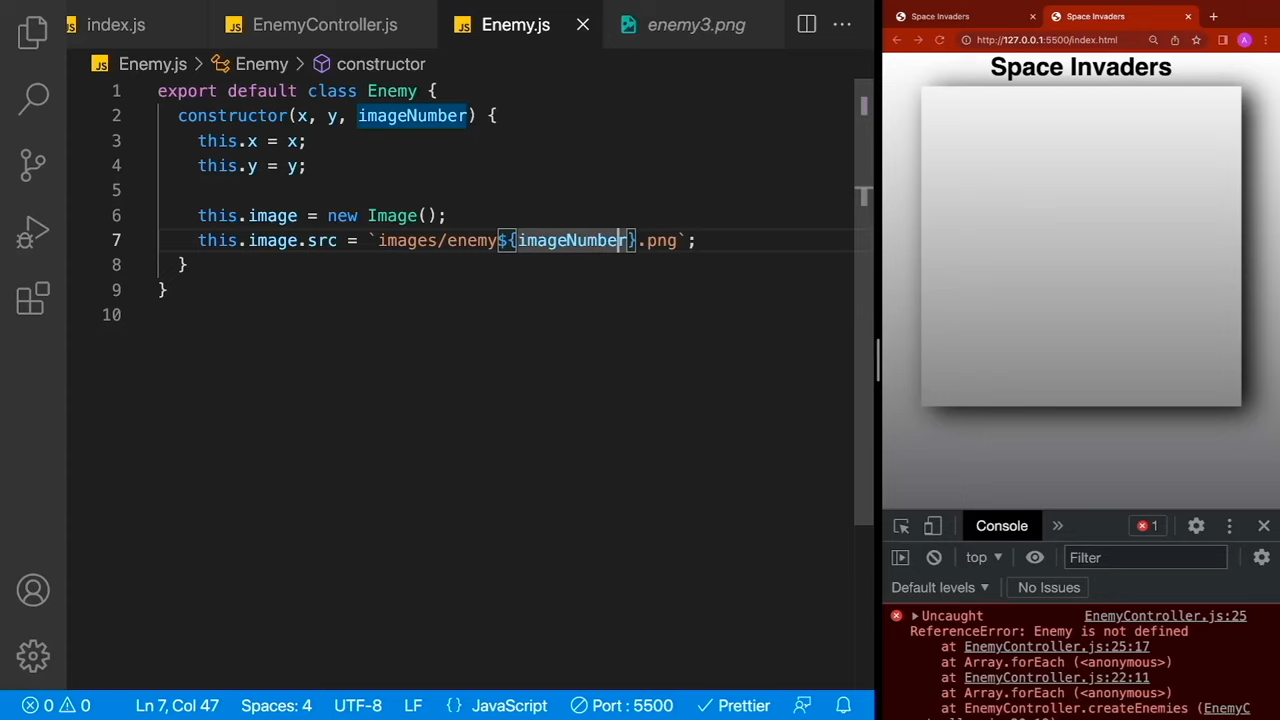 index.js
EnemyController.js
Enemy.js
enemy3.png
Enemy.js > Enemy > constructor
1 export default class Enemy {
2 constructor(x, y, imageNumber) {
3 this.x = x;
4 this.y = y;
5
6 this.image = new Image();
7 this.image.src = `images/enemy${imageNumber}.png`;
8 }
9 }
10
Ln 7, Col 47
Spaces: 4
UTF-8
LF
{ } JavaScript
Port : 5500
Prettier
0 0
Space Invaders
Space Invaders
http://127.0.0.1:5500/index.html
A
Space Invaders
Console
1
top
Filter
Default levels
No Issues
Uncaught EnemyController.js:25
ReferenceError: Enemy is not defined
at EnemyController.js:25:17
at Array.forEach (<anonymous>)
at EnemyController.js:22:11
at Array.forEach (<anonymous>)
at EnemyController.createEnemies (EnemyC